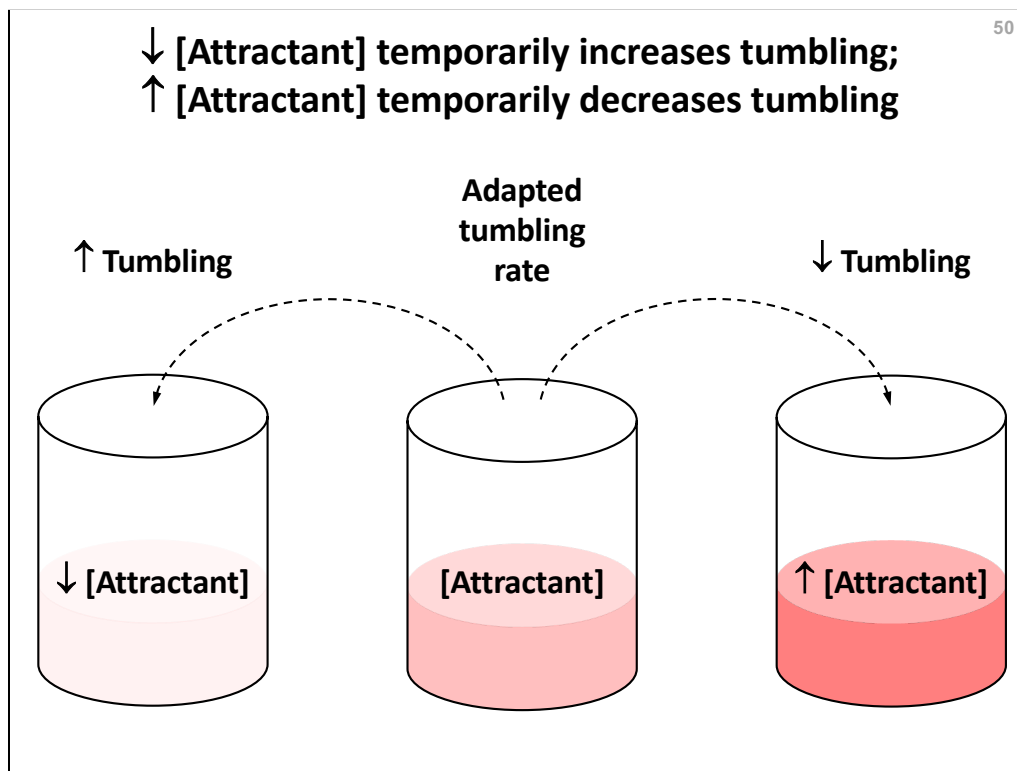 50
↓ [Attractant] temporarily increases tumbling;
↑ [Attractant] temporarily decreases tumbling
Adapted
tumbling
rate
↑ Tumbling
↓ Tumbling
↓ [Attractant]
[Attractant]
↑ [Attractant]